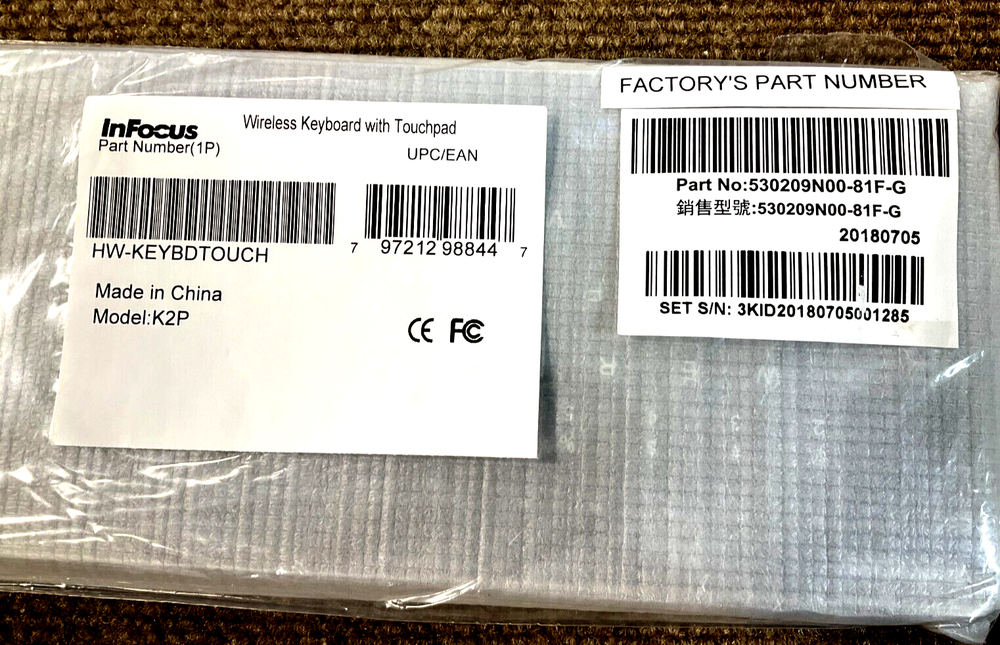 InFocus
Wireless Keyboard with Touchpad
Part Number(1P)
UPC/EAN
HW-KEYBDTOUCH
7 97212 98844 7
Made in China
Model:K2P
CE FC
FACTORY'S PART NUMBER
Part No:530209N00-81F-G
銷售型號:530209N00-81F-G
20180705
SET S/N: 3KID20180705001285